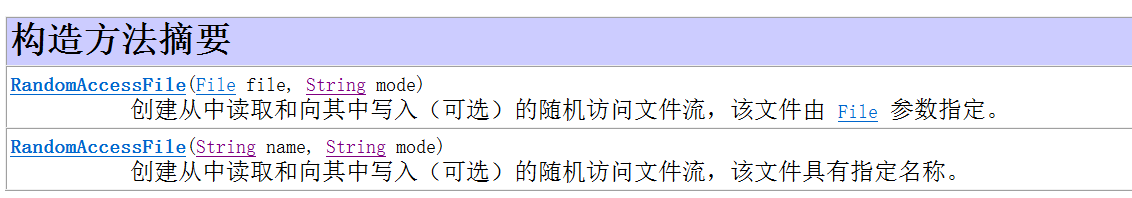 构造方法摘要
RandomAccessFile(File file, String mode)
创建从中读取和向其中写入（可选）的随机访问文件流，该文件由 File 参数指定。
RandomAccessFile(String name, String mode)
创建从中读取和向其中写入（可选）的随机访问文件流，该文件具有指定名称。